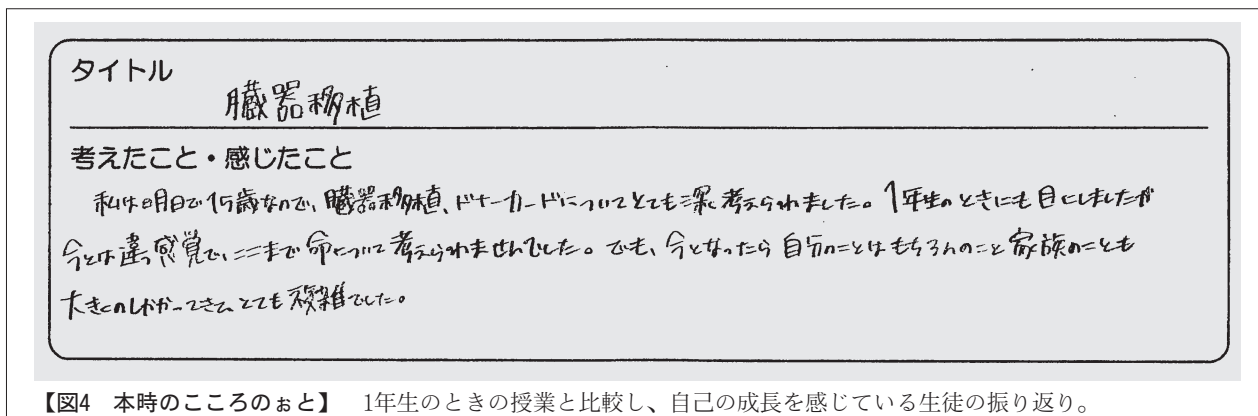 タイトル
臓器移植
考えたこと・感じたこと
私は明日で15歳なので、臓器移植、ドナーカードについてとても深く考えられました。1年生のときにも目にしましたが
今とは違う感覚で、ここまで命について考えられませんでした。でも、今となったら自分のことはもちろんのこと家族のことも
大きくのしかかってきて、とても複雑でした。
【図4 本時のこころのぉと】 1年生のときの授業と比較し、自己の成長を感じている生徒の振り返り。